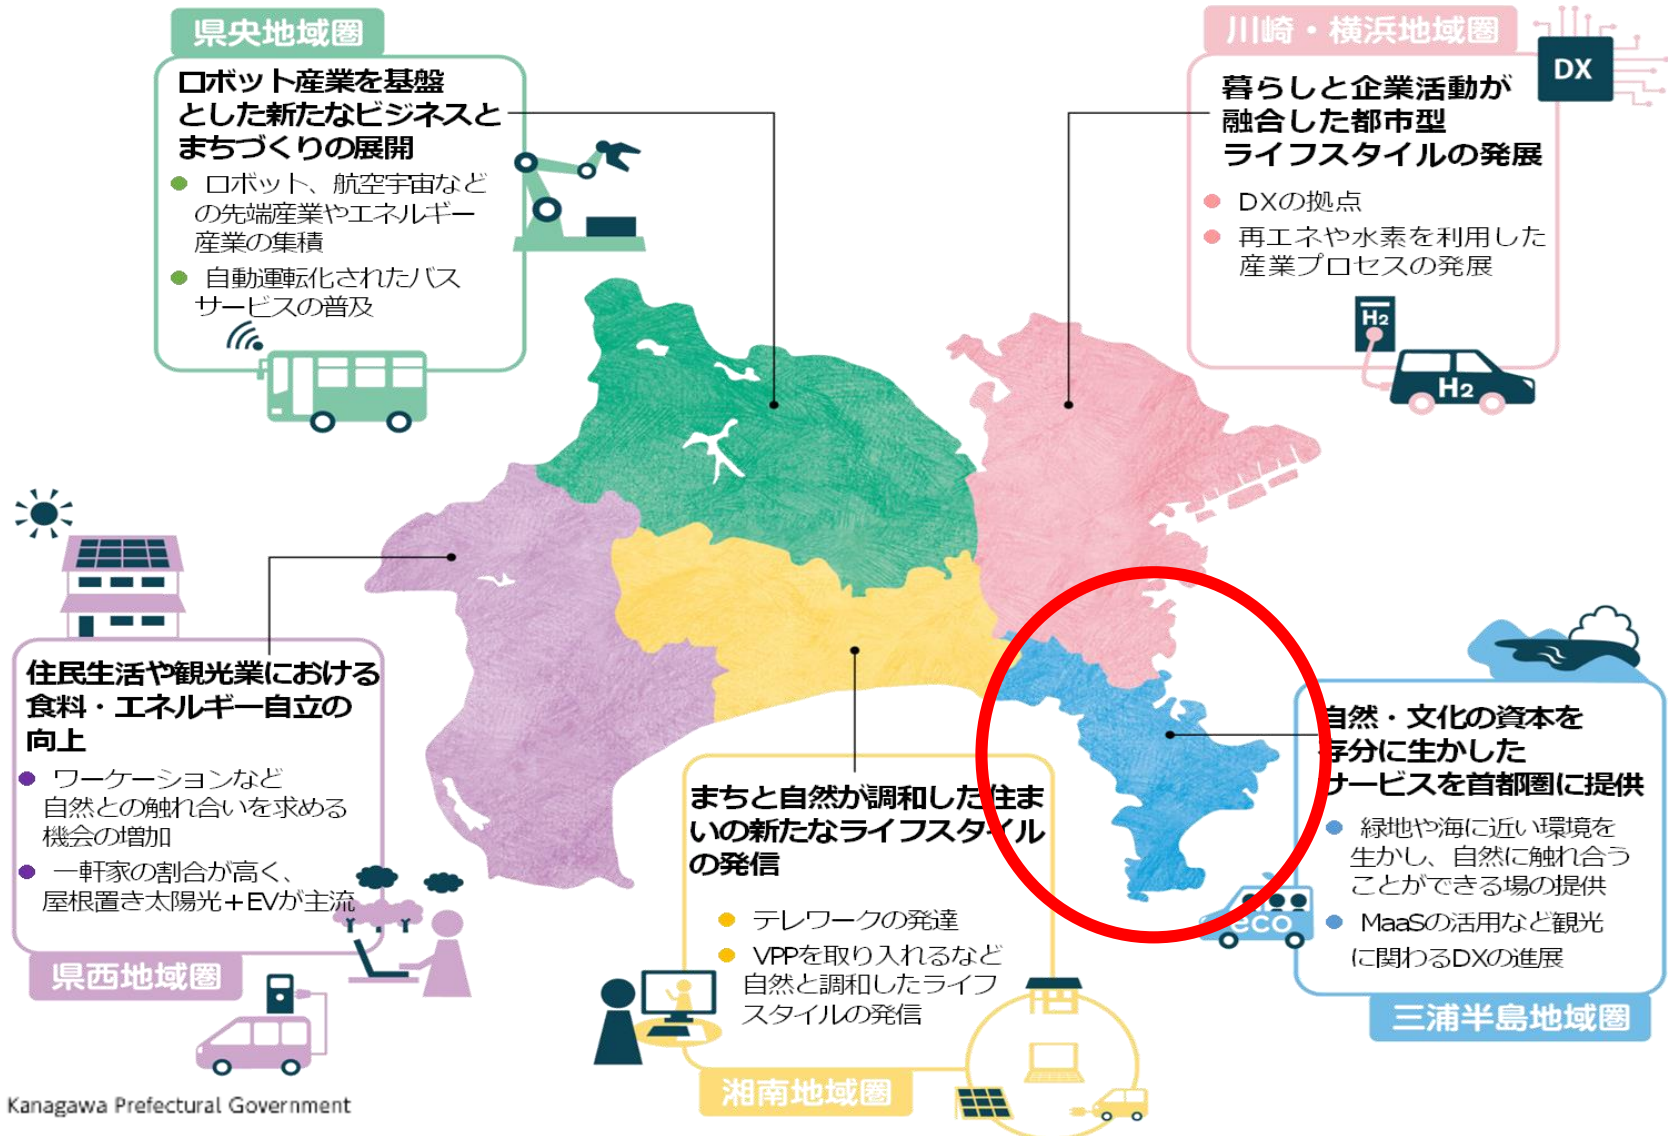 県央地域圏
ロボット産業を基盤
とした新たなビジネスと
まちづくりの展開
ロボット、航空宇宙など
の先端産業やエネルギー
産業の集積
自動運転化されたバス
サービスの普及
川崎・横浜地域圏
DX
暮らしと企業活動が
融合した都市型
ライフスタイルの発展
DXの拠点
再エネや水素を利用した
産業プロセスの発展
H2
H2
住民生活や観光業における
食料・エネルギー自立の
向上
ワーケーションなど
自然との触れ合いを求める
機会の増加
一軒家の割合が高く、
屋根置き太陽光+EVが主流
県西地域圏
まちと自然が調和した住ま
いの新たなライフスタイル
の発信
テレワークの発達
VPPを取り入れるなど
自然と調和したライフ
スタイルの発信
湘南地域圏
自然・文化の資本を
存分に生かした
サービスを首都圏に提供
緑地や海に近い環境を
生かし、自然に触れ合う
ことができる場の提供
MaaSの活用など観光
に関わるDXの進展
eco
三浦半島地域圏
Kanagawa Prefectural Government